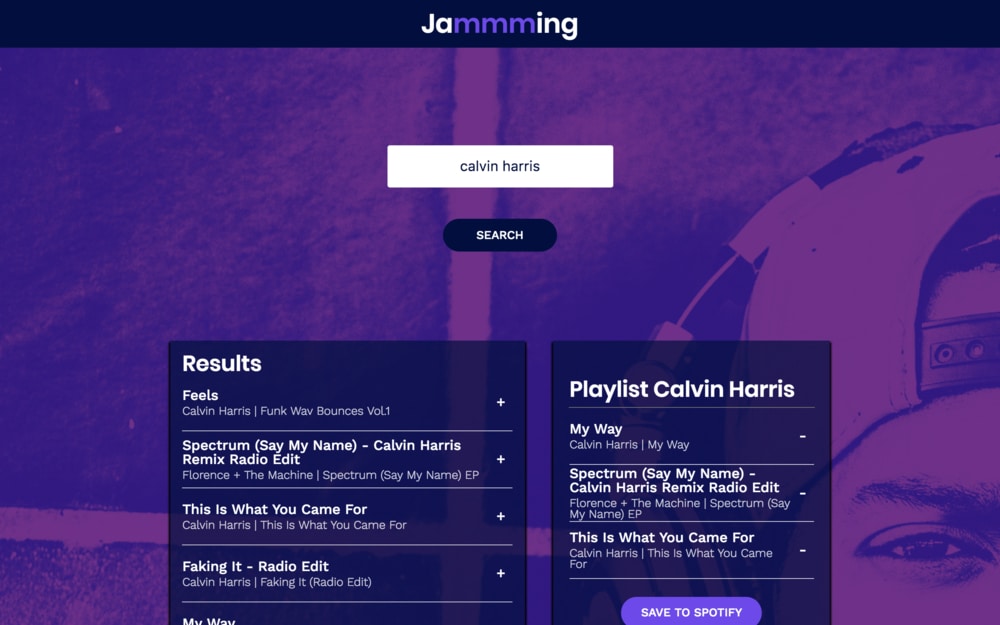 Jammming
calvin harris
SEARCH
Results
Feels
Calvin Harris | Funk Wav Bounces Vol.1
+
Spectrum (Say My Name) - Calvin Harris
Remix Radio Edit
Florence + The Machine | Spectrum (Say My Name) EP
+
This Is What You Came For
Calvin Harris | This Is What You Came For
+
Faking It - Radio Edit
Calvin Harris | Faking It (Radio Edit)
+
My Way
Playlist Calvin Harris
My Way
Calvin Harris | My Way
-
Spectrum (Say My Name) -
Calvin Harris Remix Radio Edit
Florence + The Machine | Spectrum (Say
My Name) EP
-
This Is What You Came For
Calvin Harris | This Is What You Came
For
-
SAVE TO SPOTIFY